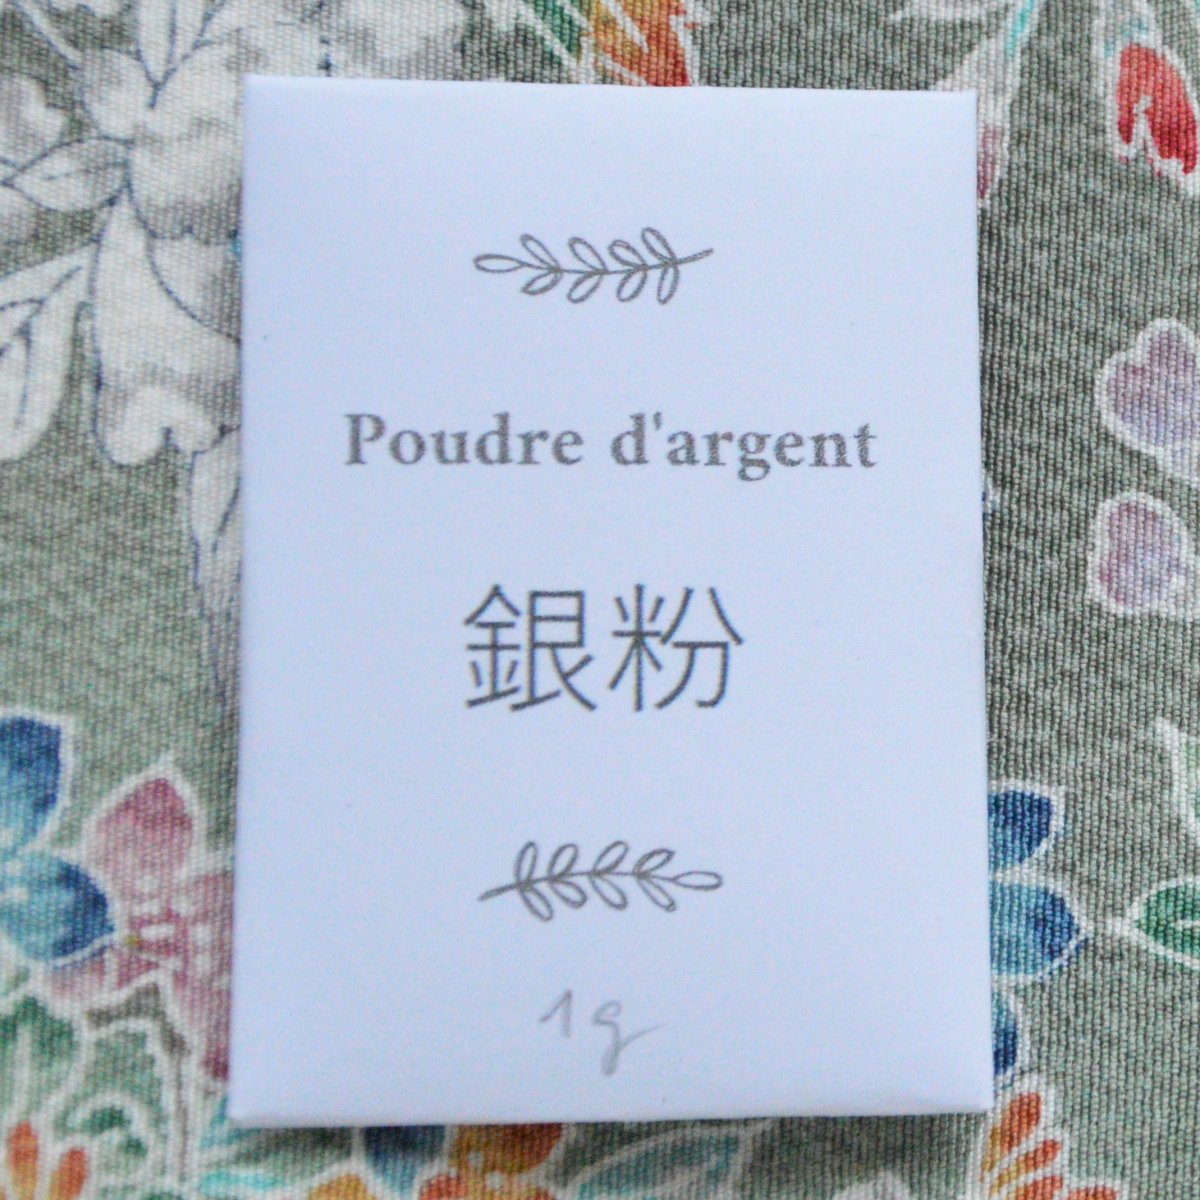 Poudre d'argent
銀粉
1g